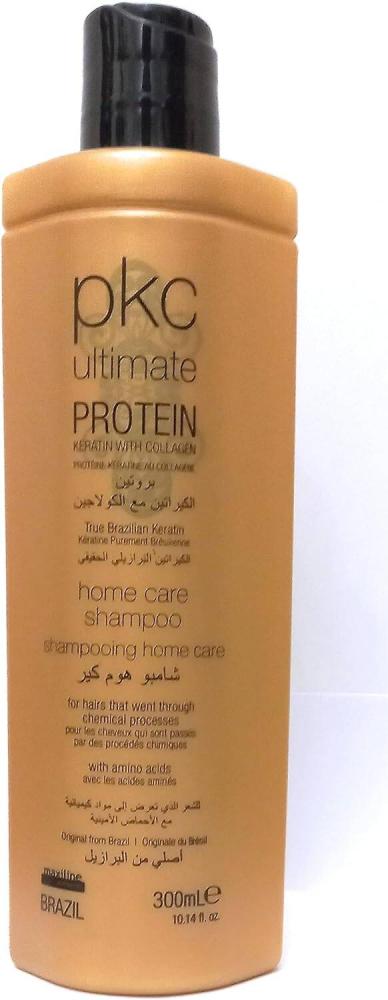 pkc
ultimate
PROTEIN
KERATIN WITH COLLAGEN
PROTÉINE KÉRATINE AU COLLAGÈNE
بروتين
الكيراتين مع الكولاجين
True Brazilian Keratin
Kératine Purement Brésilienne
الكيراتين البرازيلي الحقيقي
home care
shampoo
shampooing home care
شامبو هوم كير
for hairs that went through
chemical processes
pour les cheveux qui sont passés
par des procédés chimiques
with amino acids
avec les acides aminés
للشعر الذي تعرض إلى مواد كيميائية
مع الأحماض الأمينية
Original from Brazil | Originale du Brésil
أصلي من البرازيل
maxiline
BRAZIL
300mLe
10.14 fl. oz.